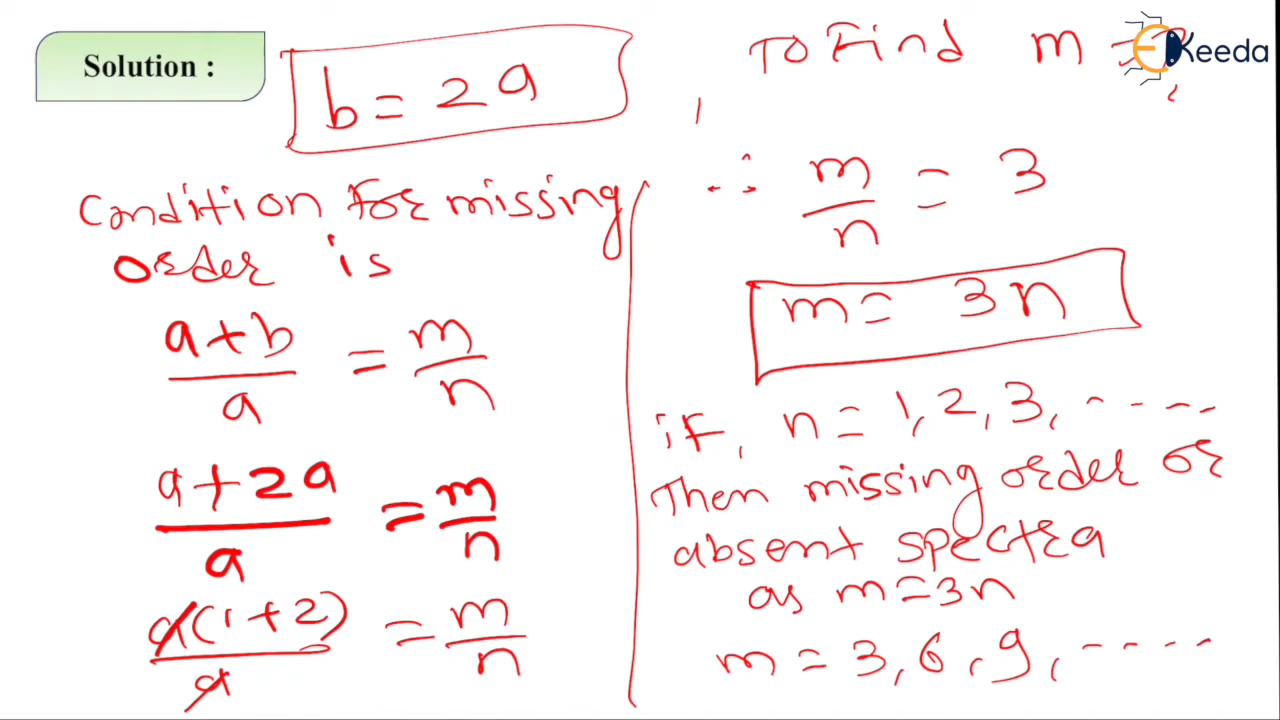 Solution :
b = 2a
Condition for missing
order is
a+b/a = m/n
a+2a/a = m/n
a(1+2)/a = m/n
To Find m = ?
Keeda
∴ m/n = 3
m = 3n
if, n = 1, 2, 3, -----
Then missing order or
absent spectra
as m = 3n
m = 3, 6, 9, -----